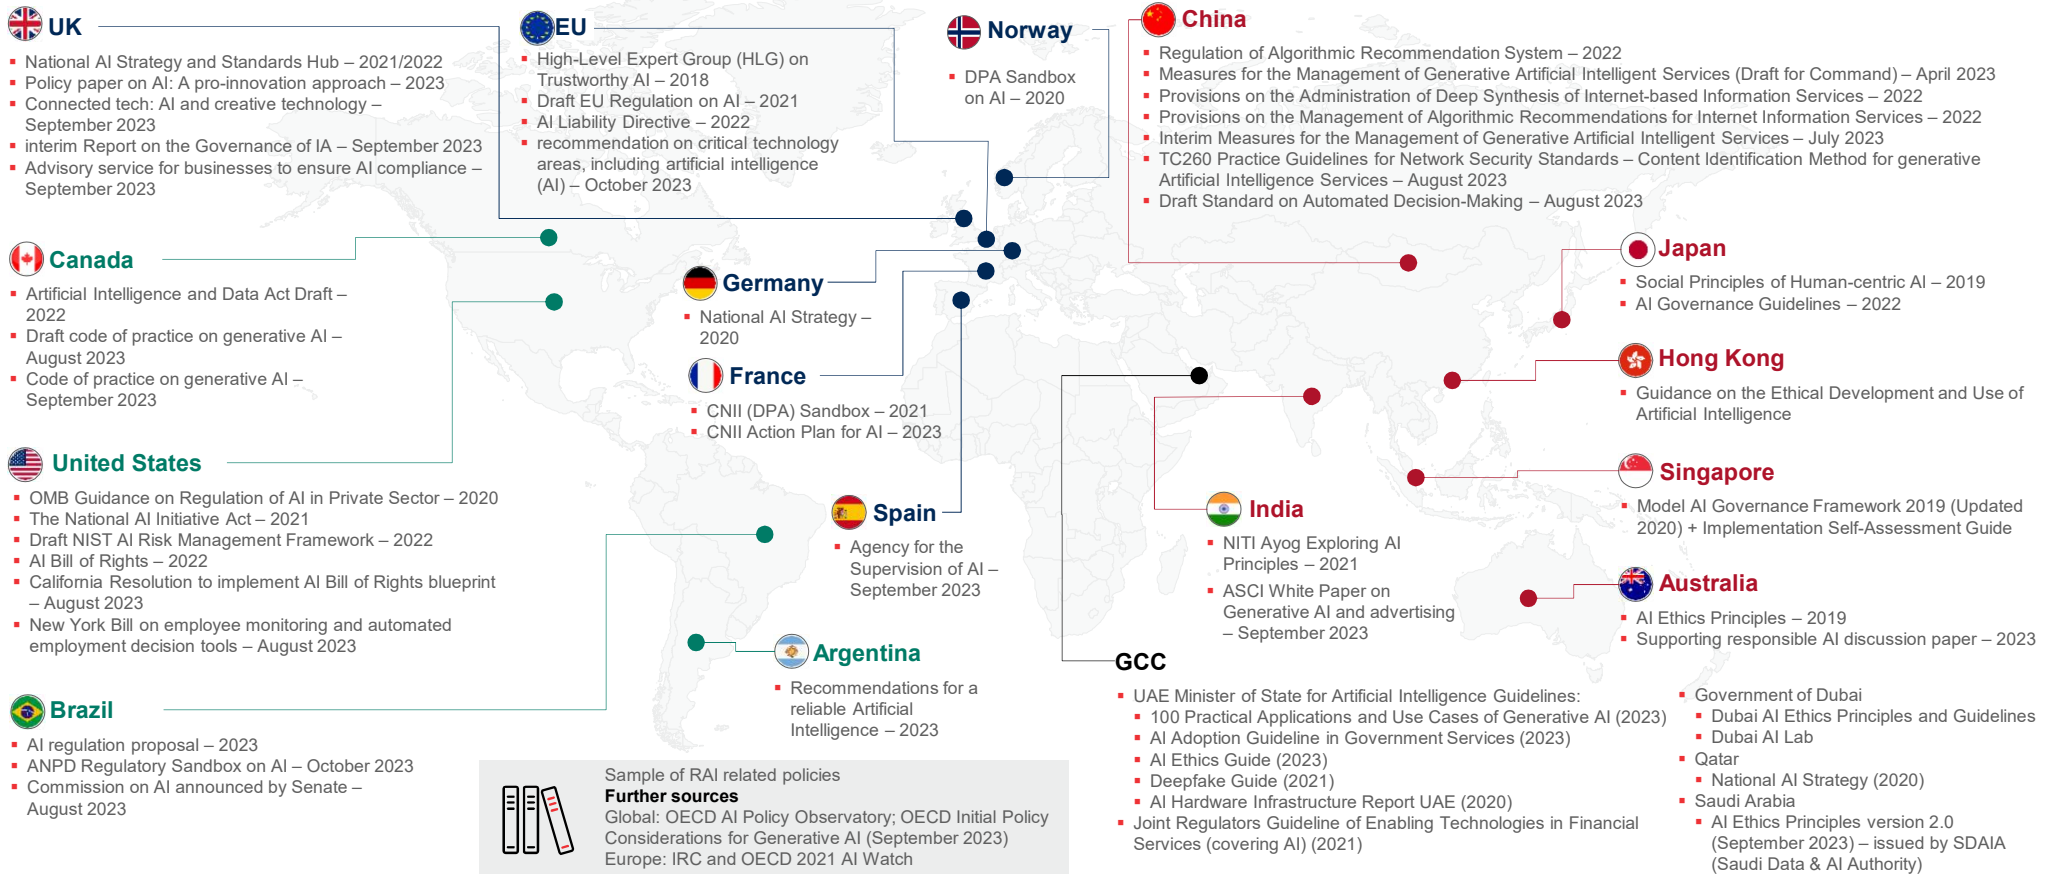 UK
National AI Strategy and Standards Hub – 2021/2022
Policy paper on AI: A pro-innovation approach – 2023
Connected tech: AI and creative technology –
September 2023
interim Report on the Governance of IA – September 2023
Advisory service for businesses to ensure AI compliance –
September 2023
EU
High-Level Expert Group (HLG) on
Trustworthy AI – 2018
Draft EU Regulation on AI – 2021
AI Liability Directive – 2022
recommendation on critical technology
areas, including artificial intelligence
(AI) – October 2023
Norway
DPA Sandbox
on AI – 2020
China
Regulation of Algorithmic Recommendation System – 2022
Measures for the Management of Generative Artificial Intelligent Services (Draft for Command) – April 2023
Provisions on the Administration of Deep Synthesis of Internet-based Information Services – 2022
Provisions on the Management of Algorithmic Recommendations for Internet Information Services – 2022
Interim Measures for the Management of Generative Artificial Intelligent Services – July 2023
TC260 Practice Guidelines for Network Security Standards – Content Identification Method for generative
Artificial Intelligence Services – August 2023
Draft Standard on Automated Decision-Making – August 2023
Canada
Artificial Intelligence and Data Act Draft –
2022
Draft code of practice on generative AI –
August 2023
Code of practice on generative AI –
September 2023
Germany
National AI Strategy –
2020
France
CNII (DPA) Sandbox – 2021
CNII Action Plan for AI – 2023
Japan
Social Principles of Human-centric AI – 2019
AI Governance Guidelines – 2022
Hong Kong
Guidance on the Ethical Development and Use of
Artificial Intelligence
United States
OMB Guidance on Regulation of AI in Private Sector – 2020
The National AI Initiative Act – 2021
Draft NIST AI Risk Management Framework – 2022
AI Bill of Rights – 2022
California Resolution to implement AI Bill of Rights blueprint
– August 2023
New York Bill on employee monitoring and automated
employment decision tools – August 2023
Spain
Agency for the
Supervision of AI –
September 2023
India
NITI Ayog Exploring AI
Principles – 2021
ASCI White Paper on
Generative AI and advertising
– September 2023
Singapore
Model AI Governance Framework 2019 (Updated
2020) + Implementation Self-Assessment Guide
Australia
AI Ethics Principles – 2019
Supporting responsible AI discussion paper – 2023
Argentina
Recommendations for a
reliable Artificial
Intelligence – 2023
Brazil
AI regulation proposal – 2023
ANPD Regulatory Sandbox on AI – October 2023
Commission on AI announced by Senate –
August 2023
GCC
UAE Minister of State for Artificial Intelligence Guidelines:
100 Practical Applications and Use Cases of Generative AI (2023)
AI Adoption Guideline in Government Services (2023)
AI Ethics Guide (2023)
Deepfake Guide (2021)
AI Hardware Infrastructure Report UAE (2020)
Joint Regulators Guideline of Enabling Technologies in Financial
Services (covering AI) (2021)
Government of Dubai
Dubai AI Ethics Principles and Guidelines
Dubai AI Lab
Qatar
National AI Strategy (2020)
Saudi Arabia
AI Ethics Principles version 2.0
(September 2023) – issued by SDAIA
(Saudi Data & AI Authority)
Sample of RAI related policies
Further sources
Global: OECD AI Policy Observatory; OECD Initial Policy
Considerations for Generative AI (September 2023)
Europe: IRC and OECD 2021 AI Watch